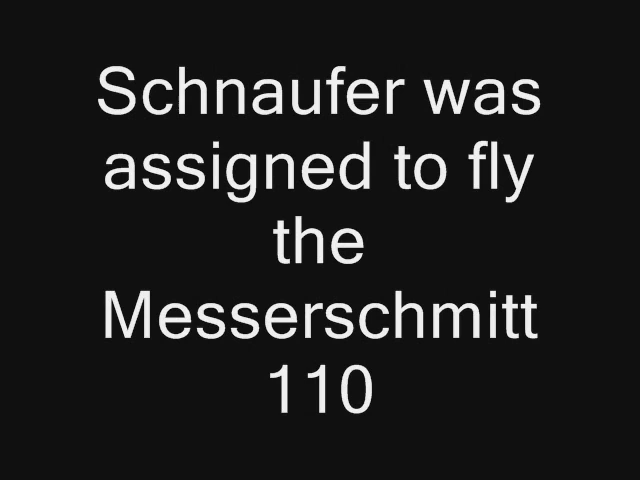 Schnaufer was
assigned to fly
the
Messerschmitt
110